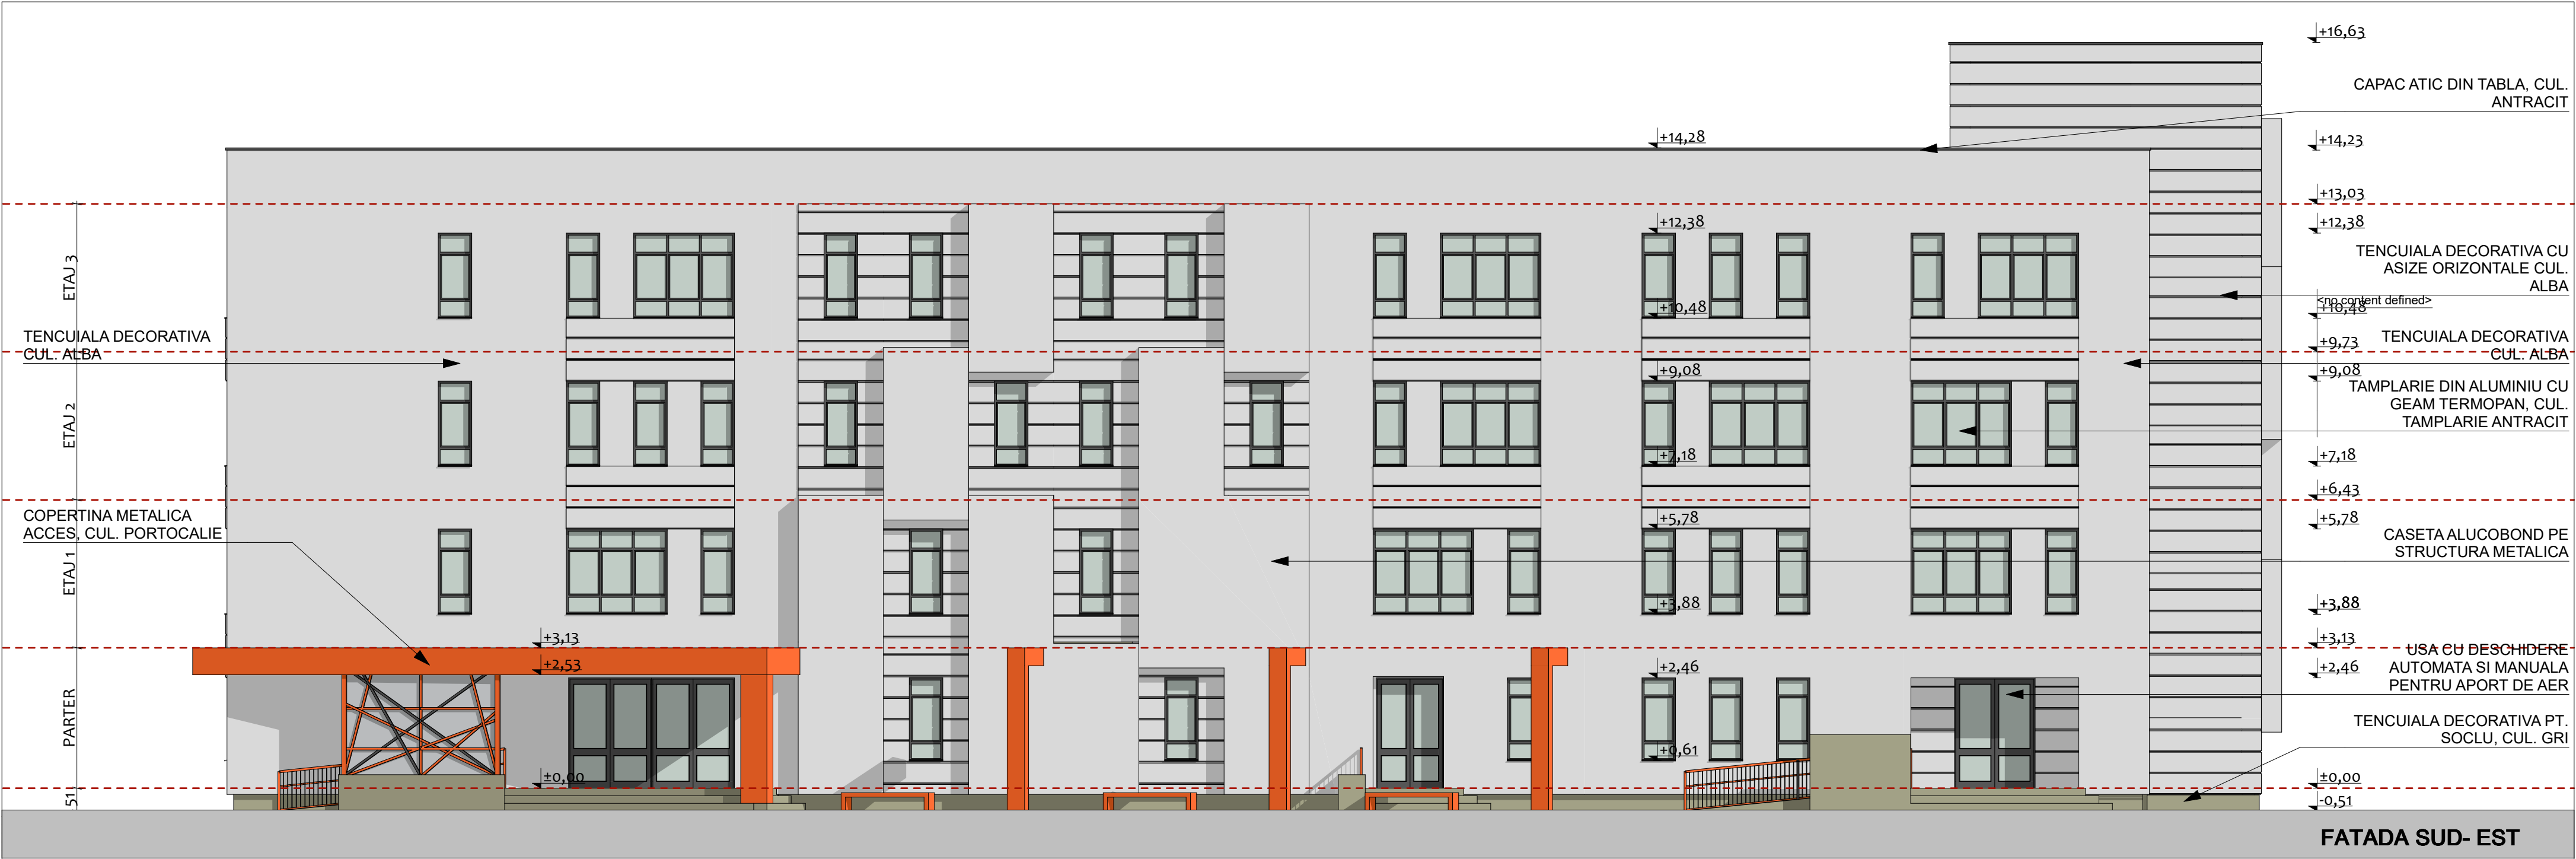 +16,63
CAPAC ATIC DIN TABLA, CUL.
ANTRACIT
+14,28
+14,23
+13,03
+12,38
+12,38
TENCUIALA DECORATIVA CU
ASIZE ORIZONTALE CUL.
ALBA
<no content defined>
+10,48
+10,48
ETAJ 3
TENCUIALA DECORATIVA
CUL. ALBA
+9,73
TENCUIALA DECORATIVA
CUL. ALBA
+9,08
+9,08
TAMPLARIE DIN ALUMINIU CU
GEAM TERMOPAN, CUL.
TAMPLARIE ANTRACIT
ETAJ 2
+7,18
+7,18
+6,43
COPERTINA METALICA
ACCES, CUL. PORTOCALIE
+5,78
+5,78
CASETA ALUCOBOND PE
STRUCTURA METALICA
ETAJ 1
+3,88
+3,88
+3,13
+3,13
+2,53
+2,46
+2,46
USA CU DESCHIDERE
AUTOMATA SI MANUALA
PENTRU APORT DE AER
PARTER
TENCUIALA DECORATIVA PT.
SOCLU, CUL. GRI
+0,61
±0,00
±0,00
51
-0,51
FATADA SUD- EST